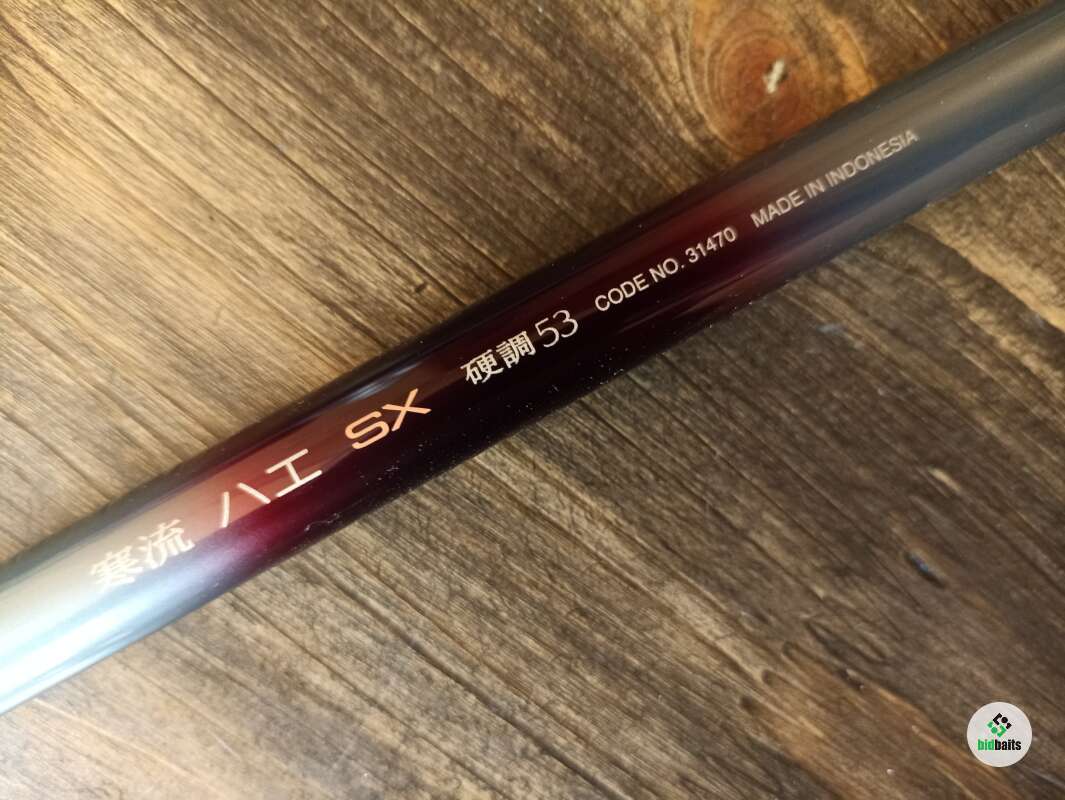 寒流 ハエ SX 硬調 53 CODE NO. 31470 MADE IN INDONESIA
bidbaits